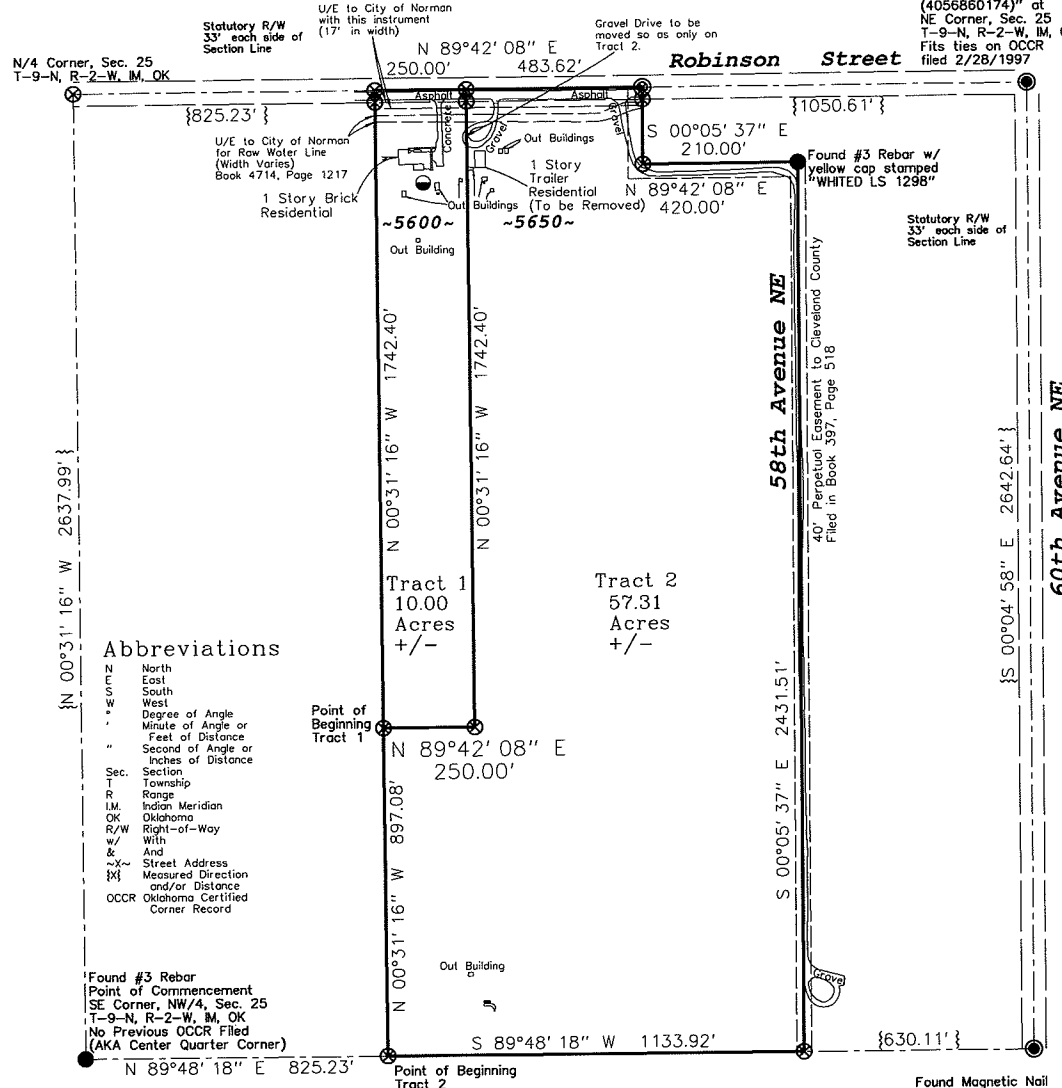 U/E to City of Norman
with this instrument
(17' in width)
Statutory R/W
33' each side of
Section Line
Gravel Drive to be
moved so as only on
Tract 2.
(4056860174)" at
NE Corner, Sec. 25
T-9-N, R-2-W, IM,
Fits ties on OCCR
filed 2/28/1997
N/4 Corner, Sec. 25
T-9-N, R-2-W, IM, OK
N 89°42' 08" E
250.00' 483.62'
Robinson Street
{825.23' }
Asphalt
Asphalt
{1050.61' }
Concrete
Gravel
Gravel
U/E to City of Norman
for Raw Water Line
(Width Varies)
Book 4714, Page 1217
1 Story Brick
Residential
Out Buildings
1 Story
Trailer
Residential
(To be Removed)
Out Buildings
S 00°05' 37" E
210.00'
N 89°42' 08" E
420.00'
Found #3 Rebar w/
yellow cap stamped
"WHITED LS 1298"
~5600~
~5650~
Out Building
Statutory R/W
33' each side of
Section Line
N 00°31' 16" W 1742.40'
N 00°31' 16" W 1742.40'
58th Avenue NE
40' Perpetual Easement to Cleveland County
Filed in Book 397, Page 518
60th Avenue NE
{N 00°31' 16" W 2637.99' }
{S 00°04' 58" E 2642.64' }
Tract 1
10.00
Acres
+/-
Tract 2
57.31
Acres
+/-
Abbreviations
N North
E East
S South
W West
° Degree of Angle
' Minute of Angle or
Feet of Distance
" Second of Angle or
Inches of Distance
Sec. Section
T Township
R Range
I.M. Indian Meridian
OK Oklahoma
R/W Right-of-Way
w/ With
& And
~X~ Street Address
{X} Measured Direction
and/or Distance
OCCR Oklahoma Certified
Corner Record
Point of
Beginning
Tract 1
N 89°42' 08" E
250.00'
N 00°31' 16" W 897.08'
S 00°05' 37" E 2431.51'
Out Building
Gravel
Found #3 Rebar
Point of Commencement
SE Corner, NW/4, Sec. 25
T-9-N, R-2-W, IM, OK
No Previous OCCR Filed
(AKA Center Quarter Corner)
S 89°48' 18" W 1133.92'
{630.11' }
N 89°48' 18" E 825.23'
Point of Beginning
Tract 2
Found Magnetic Nail